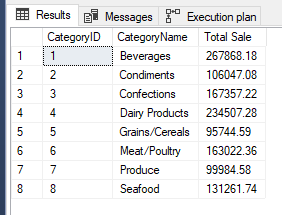 Results Messages Execution plan
CategoryID CategoryName Total Sale
1 1 Beverages 267868.18
2 2 Condiments 106047.08
3 3 Confections 167357.22
4 4 Dairy Products 234507.28
5 5 Grains/Cereals 95744.59
6 6 Meat/Poultry 163022.36
7 7 Produce 99984.58
8 8 Seafood 131261.74